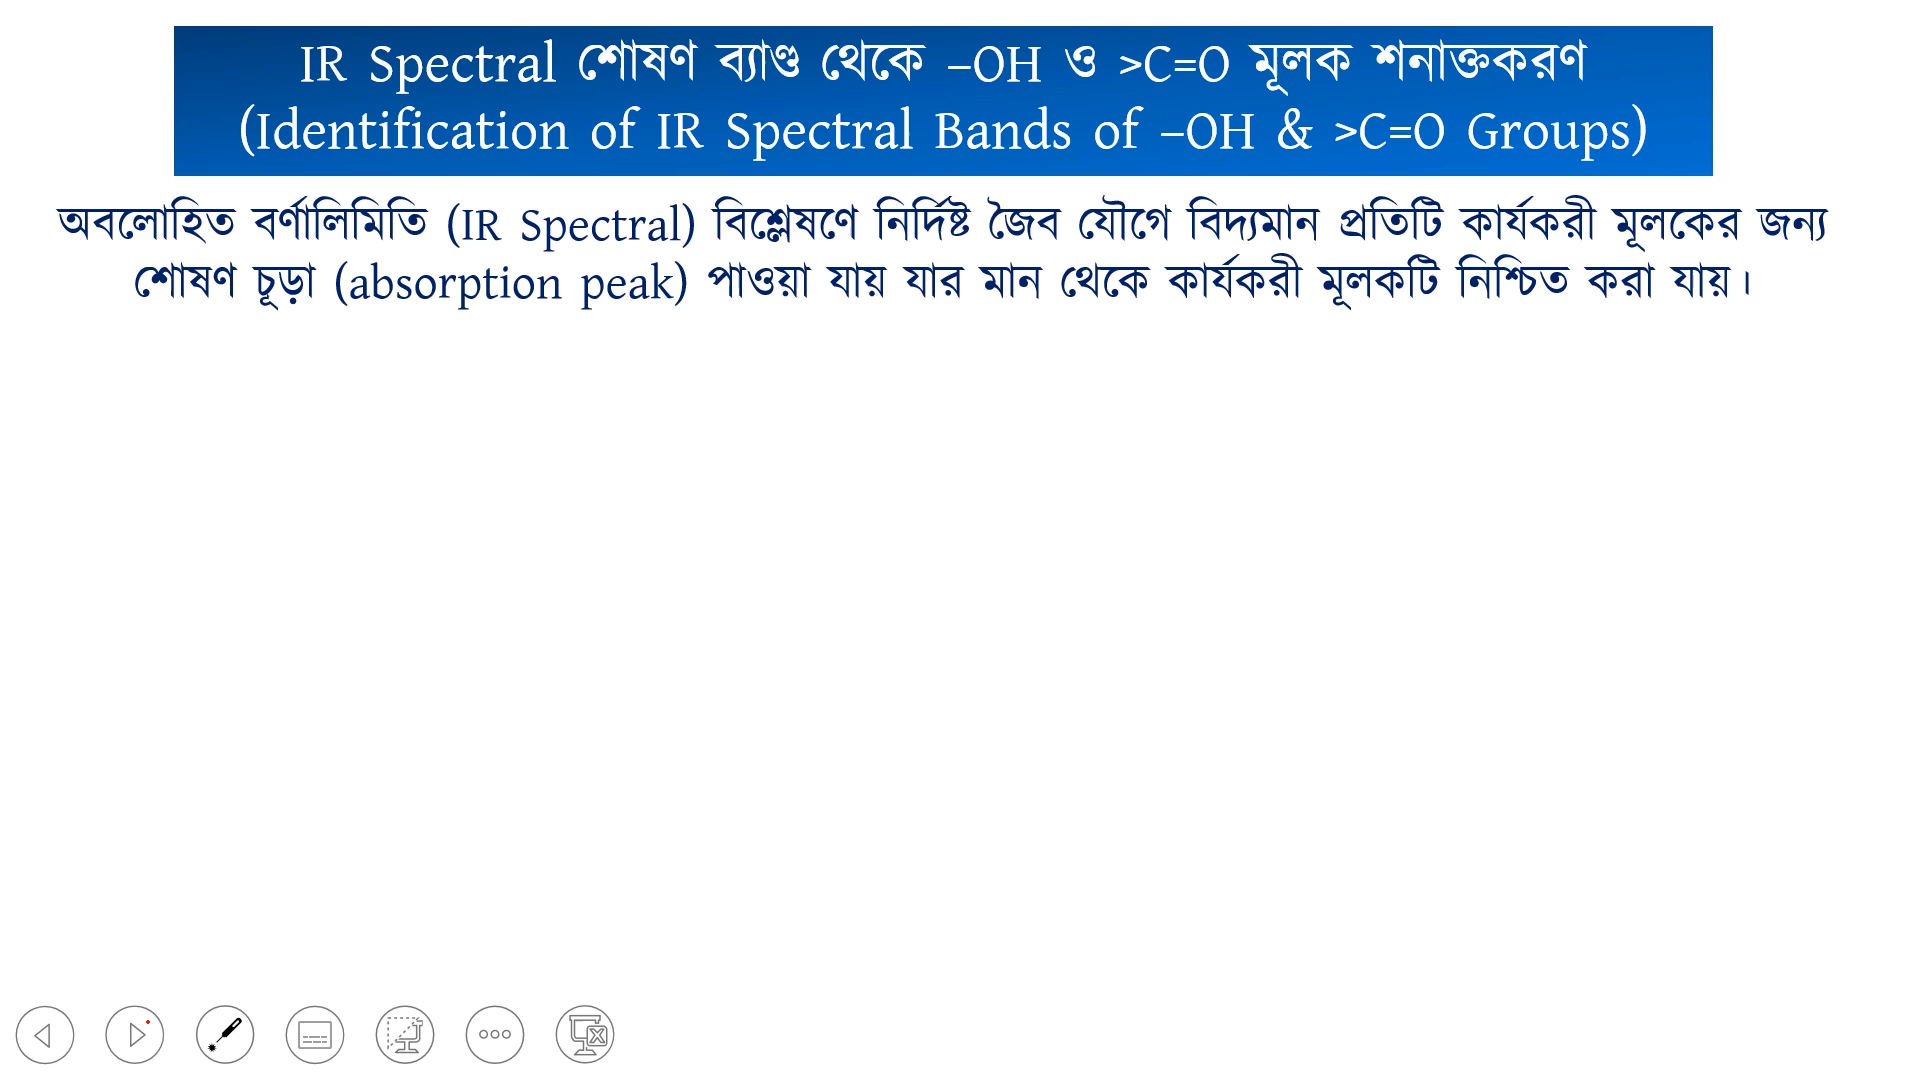 IR Spectral শোষণ ব্যাণ্ড থেকে –OH ও >C=O মূলক শনাক্তকরণ
(Identification of IR Spectral Bands of –OH & >C=O Groups)
অবলোহিত বর্ণালিমিতি (IR Spectral) বিশ্লেষণে নির্দিষ্ট জৈব যৌগে বিদ্যমান প্রতিটি কার্যকরী মূলকের জন্য
শোষণ চূড়া (absorption peak) পাওয়া যায় যার মান থেকে কার্যকরী মূলকটি নিশ্চিত করা যায়।